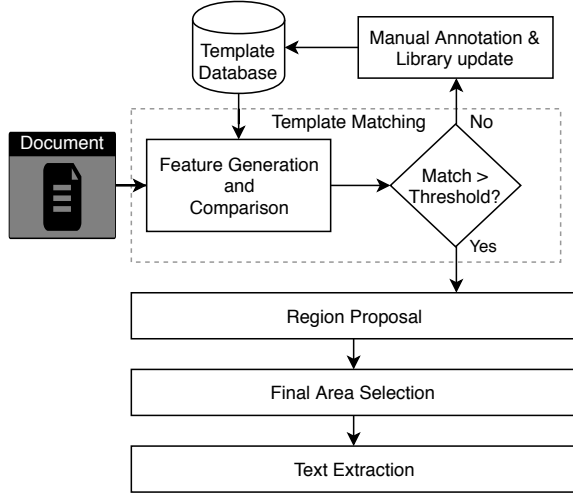 Template
Database
Manual Annotation &
Library update
Template Matching
No
Document
Feature Generation
and
Comparison
Match >
Threshold?
Yes
Region Proposal
Final Area Selection
Text Extraction